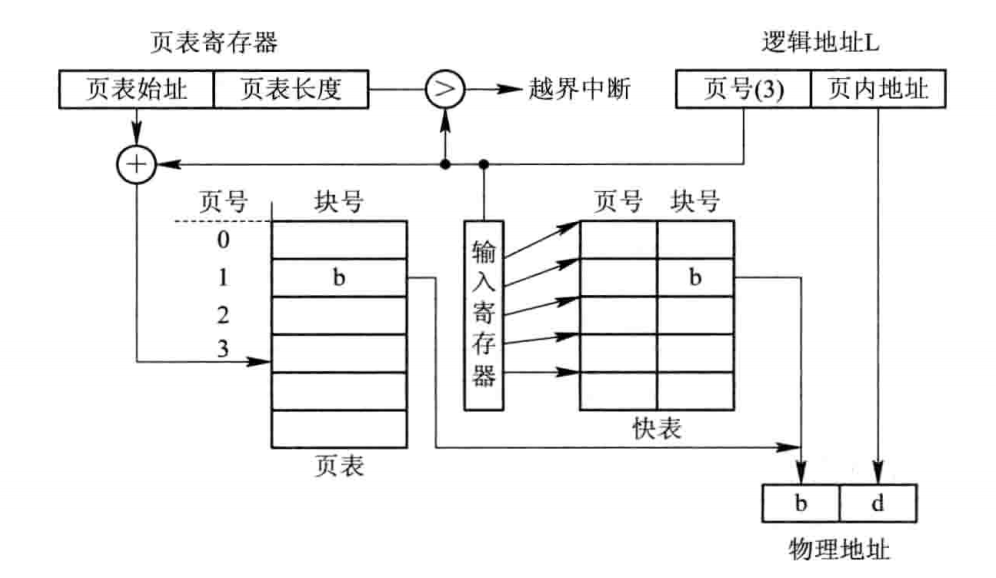 页表寄存器
逻辑地址L
页表始址 页表长度 > 越界中断 页号(3) 页内地址
+
页号 块号 页号 块号
0
1 b b
2
3
输入寄存器
快表
页表
b d
物理地址